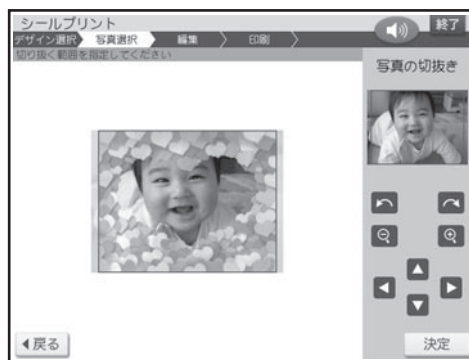 シールプリント
終了
デザイン選択 写真選択 編集 印刷
切り抜く範囲を指定してください
写真の切抜き
戻る
決定